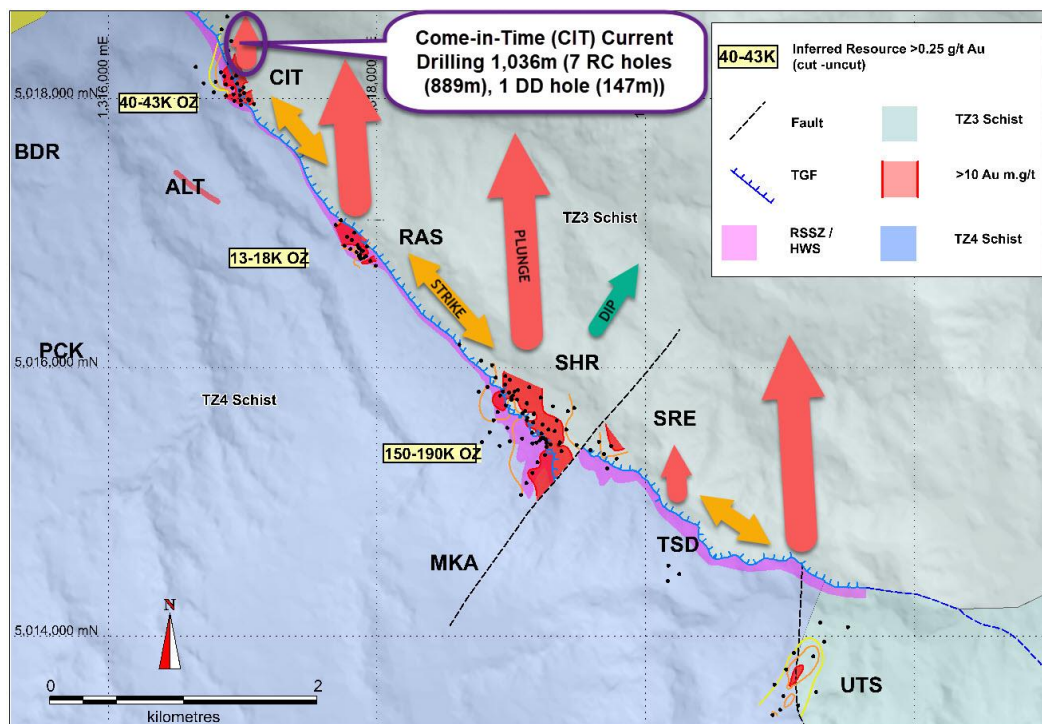 Come-in-Time (CIT) Current
Drilling 1,036m (7 RC holes
(889m), 1 DD hole (147m))
40-43K
Inferred Resource >0.25 g/t Au
(cut -uncut)
Fault
TZ3 Schist
TGF
>10 Au m.g/t
RSSZ /
HWS
TZ4 Schist
1,316,000 mE
5,018,000 mN
CIT
40-43K OZ
BDR
ALT
TZ3 Schist
RAS
13-18K OZ
PLUNGE
STRIKE
DIP
PCK
5,016,000 mN
SHR
TZ4 Schist
SRE
150-190K OZ
TSD
MKA
N
5,014,000 mN
UTS
0
2
kilometres